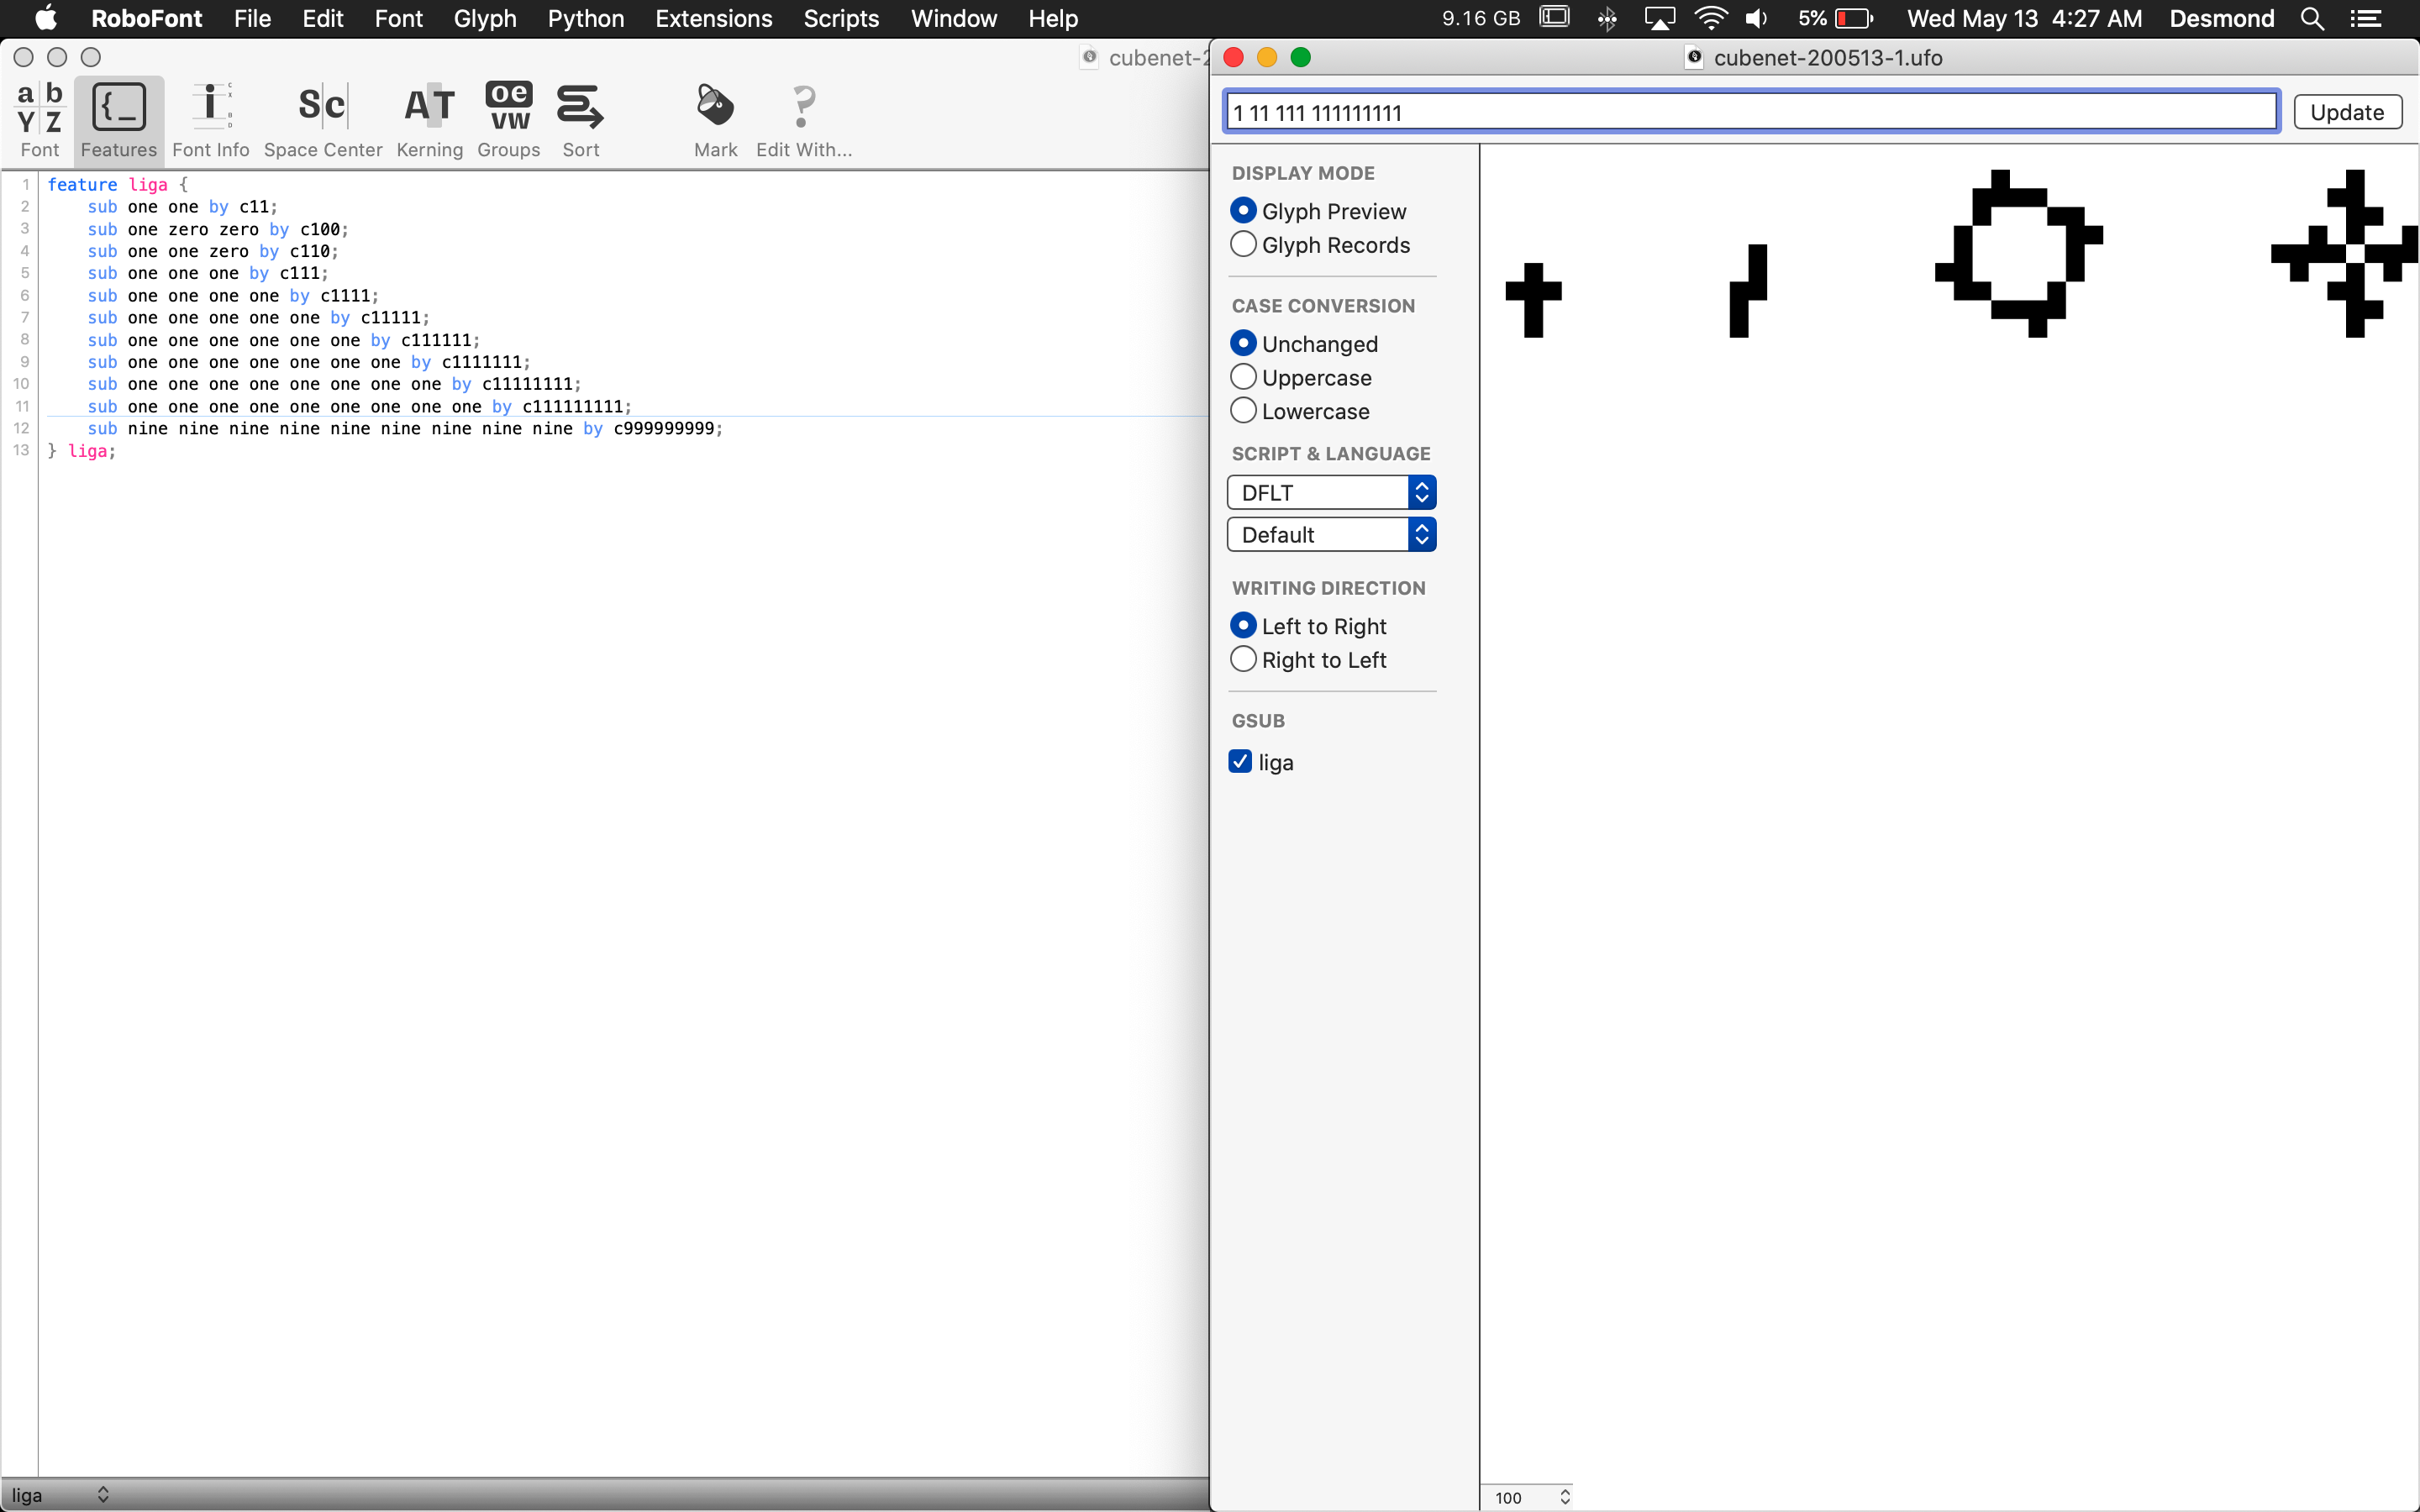 RoboFont File Edit Font Glyph Python Extensions Scripts Window Help 9.16 GB 5% Wed May 13 4:27 AM Desmond
cubenet-2
ab
YZ
Font
{_
Features
i
Font Info
Sc
Space Center
AT
Kerning
oe
VW
Groups
Sort
Mark
?
Edit With...
1 feature liga {
2 sub one one by c11;
3 sub one zero zero by c100;
4 sub one one zero by c110;
5 sub one one one by c111;
6 sub one one one one by c1111;
7 sub one one one one one by c11111;
8 sub one one one one one one by c111111;
9 sub one one one one one one one by c1111111;
10 sub one one one one one one one one by c11111111;
11 sub one one one one one one one one one by c111111111;
12 sub nine nine nine nine nine nine nine nine nine by c999999999;
13 } liga;
liga
cubenet-200513-1.ufo
1 11 111 111111111
Update
DISPLAY MODE
Glyph Preview
Glyph Records
CASE CONVERSION
Unchanged
Uppercase
Lowercase
SCRIPT & LANGUAGE
DFLT
Default
WRITING DIRECTION
Left to Right
Right to Left
GSUB
liga
100